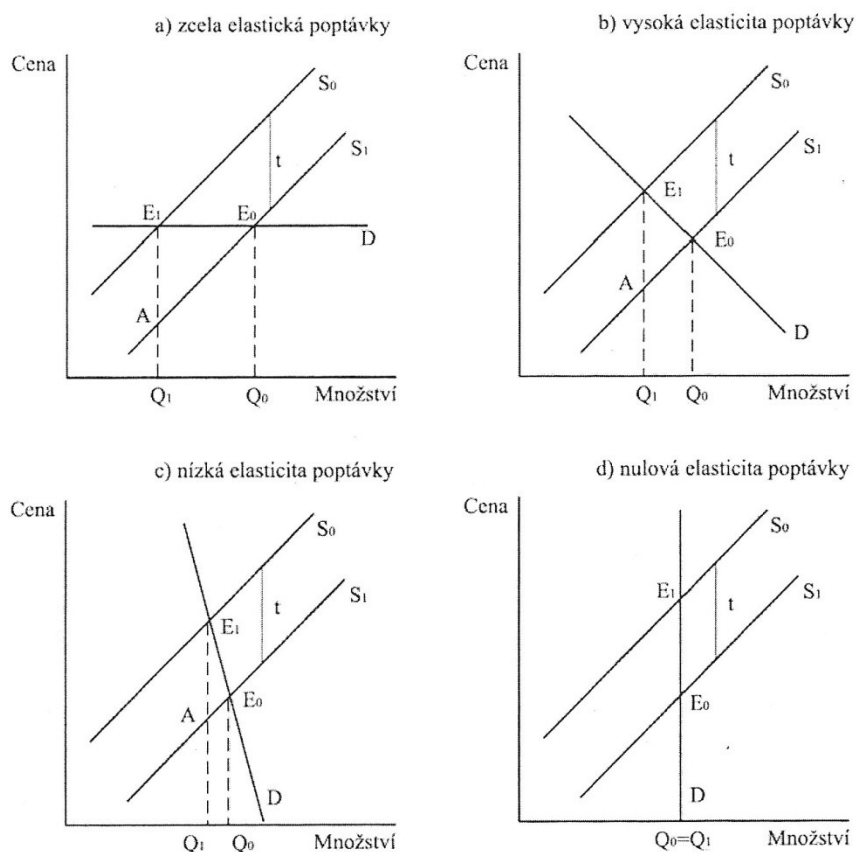 a) zcela elastická poptávky
Cena
S₀
S₁
t
E₁
E₀
D
A
Q₁
Q₀
Množství
b) vysoká elasticita poptávky
Cena
S₀
S₁
t
E₁
E₀
A
D
Q₁
Q₀
Množství
c) nízká elasticita poptávky
Cena
S₀
S₁
t
E₁
E₀
A
D
Q₁
Q₀
Množství
d) nulová elasticita poptávky
Cena
S₀
S₁
t
E₁
E₀
D
Q₀=Q₁
Množství